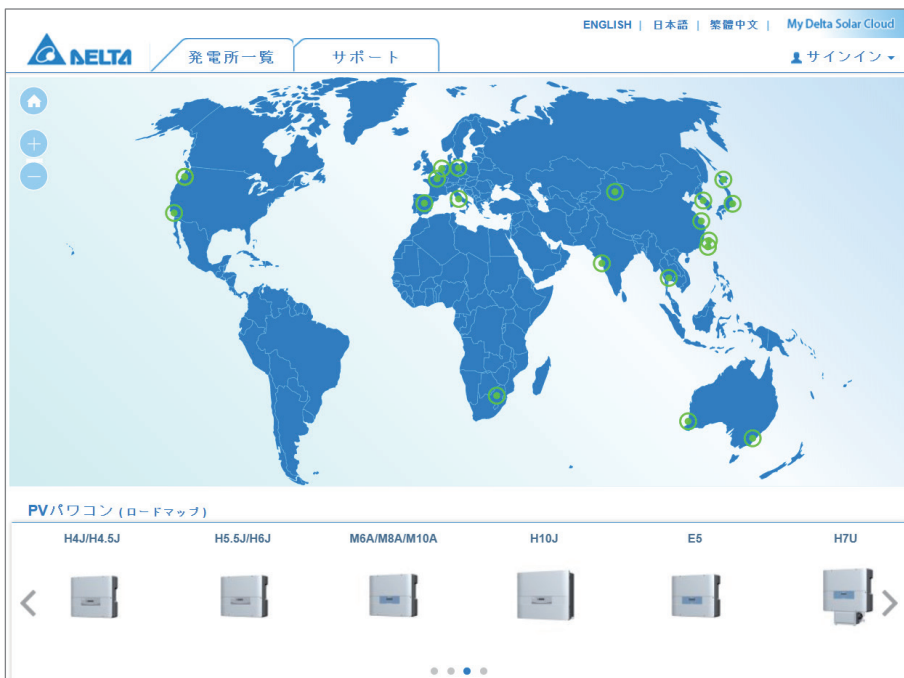 ENGLISH | 日本語 | 繁體中文 | My Delta Solar Cloud
DELTA 発電所一覧 サポート サインイン
PVパワコン (ロードマップ)
H4J/H4.5J H5.5J/H6J M6A/M8A/M10A H10J E5 H7U